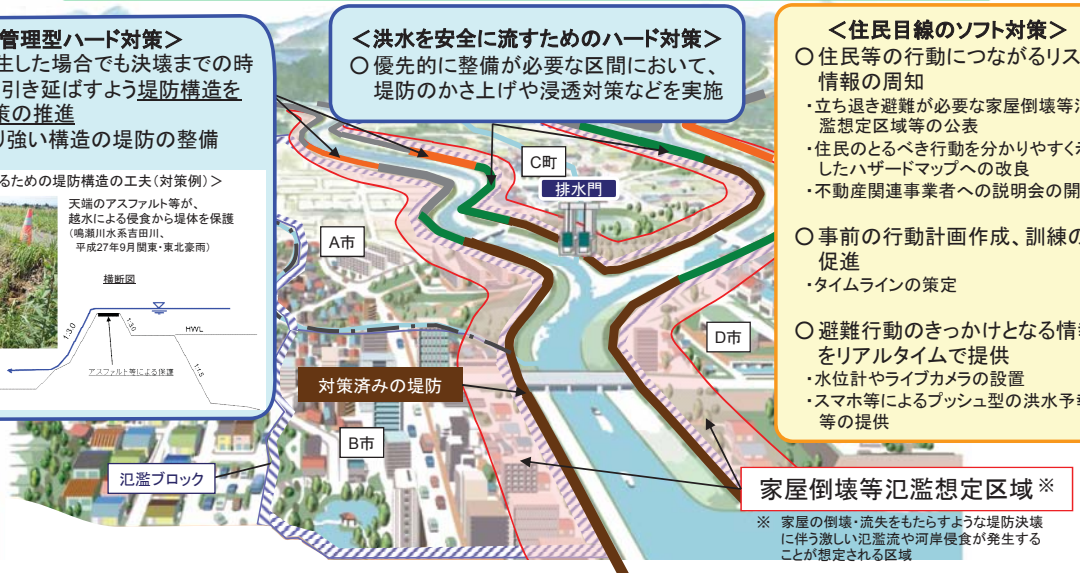 管理型ハード対策＞
生した場合でも決壊までの時
引き延ばすよう堤防構造を
策の推進
り強い構造の堤防の整備
るための堤防構造の工夫(対策例)＞
天端のアスファルト等が、
越水による侵食から堤体を保護
(鳴瀬川水系吉田川、
平成27年9月関東・東北豪雨)
横断図
1:3.0
1:3.0
HWL
1:1.5
アスファルト等による保護
＜洪水を安全に流すためのハード対策＞
○優先的に整備が必要な区間において、
堤防のかさ上げや浸透対策などを実施
＜住民目線のソフト対策＞
○住民等の行動につながるリス
情報の周知
・立ち退き避難が必要な家屋倒壊等氾
濫想定区域等の公表
・住民のとるべき行動を分かりやすく
したハザードマップへの改良
・不動産関連事業者への説明会の開
○事前の行動計画作成、訓練の
促進
・タイムラインの策定
○避難行動のきっかけとなる情報
をリアルタイムで提供
・水位計やライブカメラの設置
・スマホ等によるプッシュ型の洪水予報
等の提供
C町
排水門
A市
D市
対策済みの堤防
B市
氾濫ブロック
家屋倒壊等氾濫想定区域※
※ 家屋の倒壊・流失をもたらすような堤防決壊
に伴う激しい氾濫流や河岸侵食が発生する
ことが想定される区域